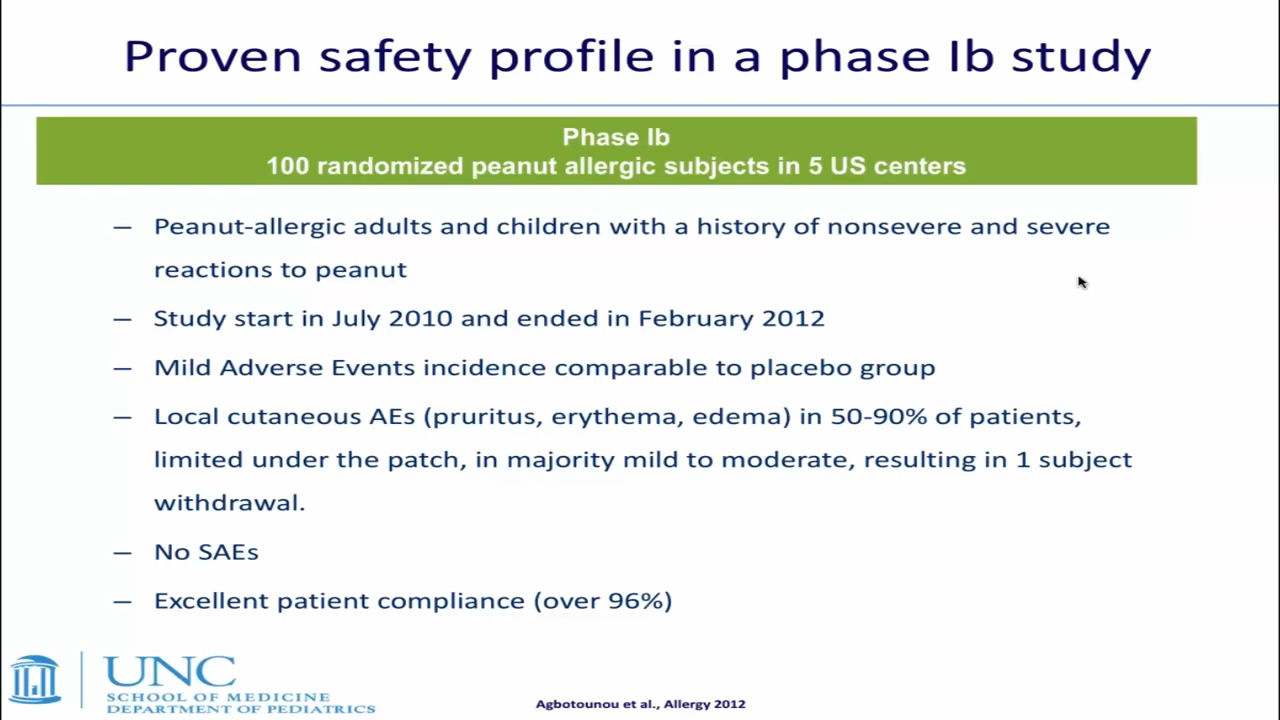 Proven safety profile in a phase Ib study
Phase Ib
100 randomized peanut allergic subjects in 5 US centers
– Peanut-allergic adults and children with a history of nonsevere and severe
reactions to peanut
– Study start in July 2010 and ended in February 2012
– Mild Adverse Events incidence comparable to placebo group
– Local cutaneous AEs (pruritus, erythema, edema) in 50-90% of patients,
limited under the patch, in majority mild to moderate, resulting in 1 subject
withdrawal.
– No SAEs
– Excellent patient compliance (over 96%)
UNC
SCHOOL OF MEDICINE
DEPARTMENT OF PEDIATRICS
Agbotounou et al., Allergy 2012